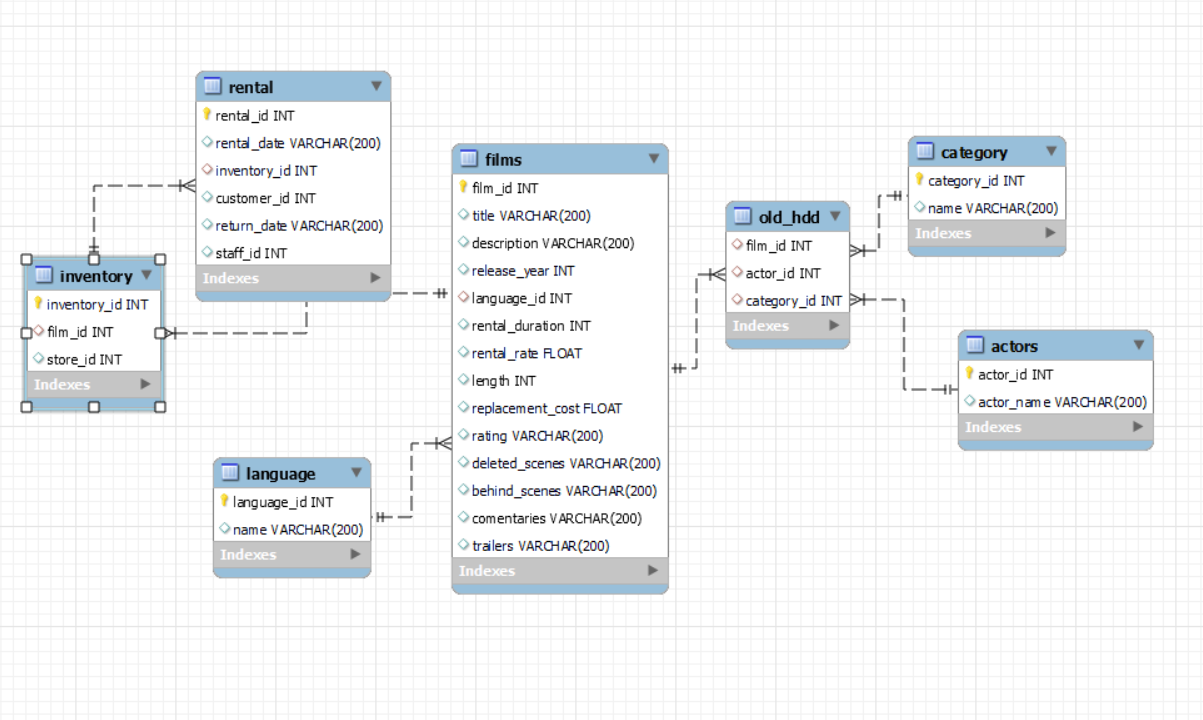 rental
rental_id INT
rental_date VARCHAR(200)
inventory_id INT
customer_id INT
return_date VARCHAR(200)
staff_id INT
Indexes
inventory
inventory_id INT
film_id INT
store_id INT
Indexes
language
language_id INT
name VARCHAR(200)
Indexes
films
film_id INT
title VARCHAR(200)
description VARCHAR(200)
release_year INT
language_id INT
rental_duration INT
rental_rate FLOAT
length INT
replacement_cost FLOAT
rating VARCHAR(200)
deleted_scenes VARCHAR(200)
behind_scenes VARCHAR(200)
comentaries VARCHAR(200)
trailers VARCHAR(200)
Indexes
old_hdd
film_id INT
actor_id INT
category_id INT
Indexes
category
category_id INT
name VARCHAR(200)
Indexes
actors
actor_id INT
actor_name VARCHAR(200)
Indexes